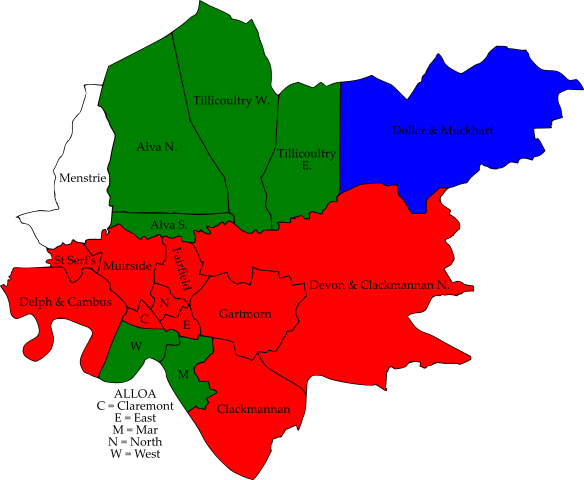 Tillicoultry W.
Dollar & Muckhart
Alva N.
Tillicoultry
E.
Menstrie
Alva S.
St Serf's
Muirside
Fairfield
Devon & Clackmannan N.
Delph & Cambus
N
Gartmorn
C
E
W
M
ALLOA
C = Claremont
E = East
M = Mar
N = North
W = West
Clackmannan